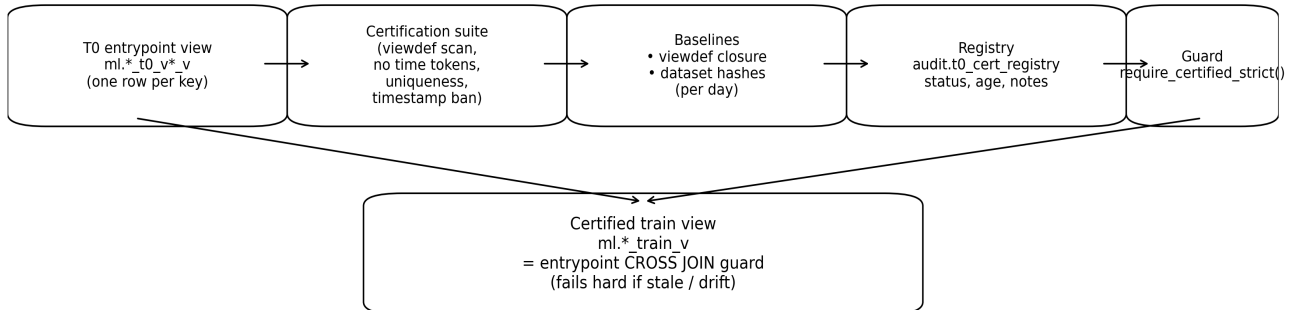 T0 entrypoint view
ml.*_t0_v*_v
(one row per key)
Certification suite
(viewdef scan,
no time tokens,
uniqueness,
timestamp ban)
Baselines
• viewdef closure
• dataset hashes
(per day)
Registry
audit.t0_cert_registry
status, age, notes
Guard
require_certified_strict()
Certified train view
ml.*_train_v
= entrypoint CROSS JOIN guard
(fails hard if stale / drift)